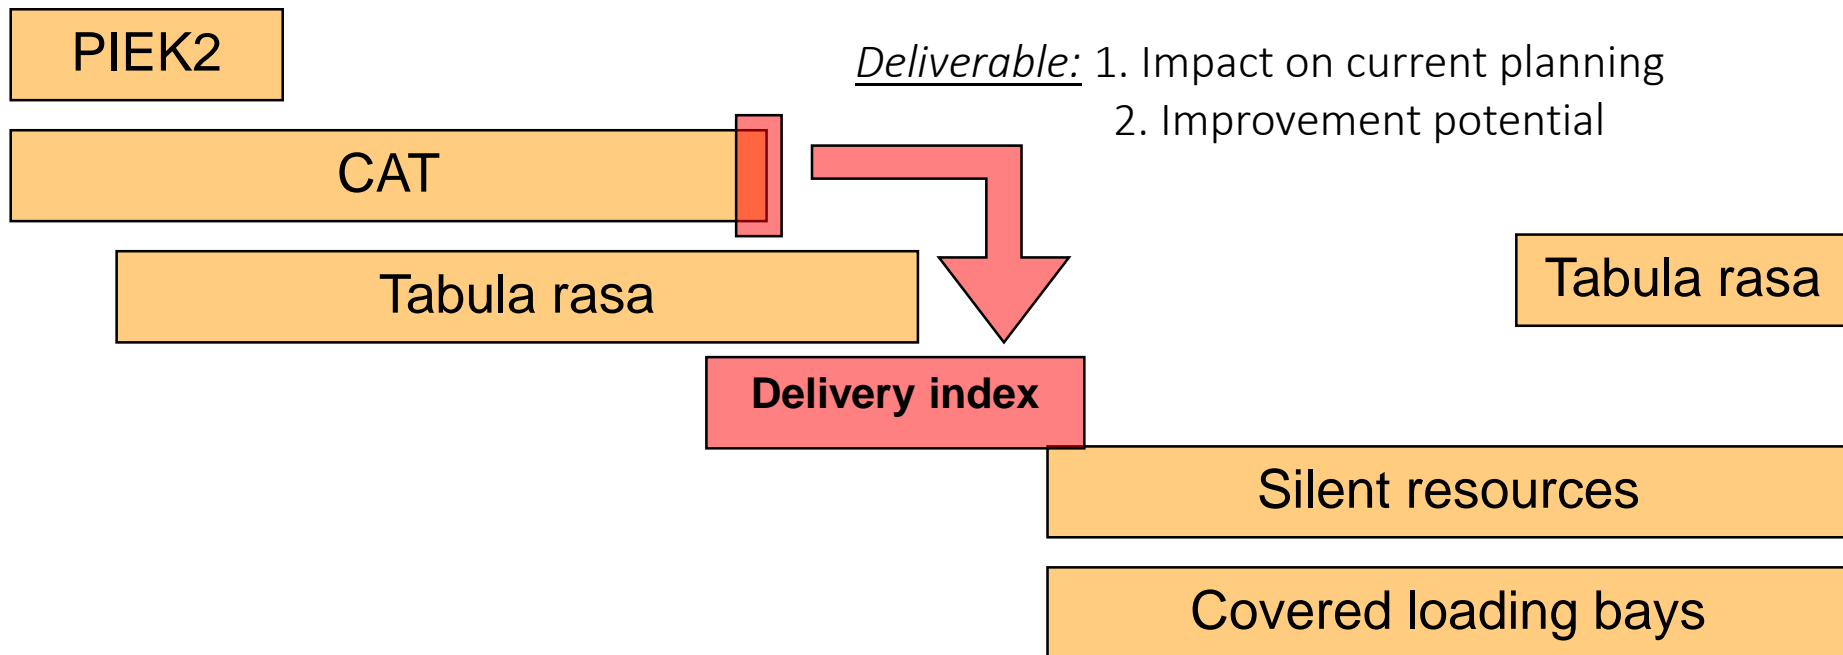 PIEK2
Deliverable: 1. Impact on current planning
2. Improvement potential
CAT
Tabula rasa
Tabula rasa
Delivery index
Silent resources
Covered loading bays